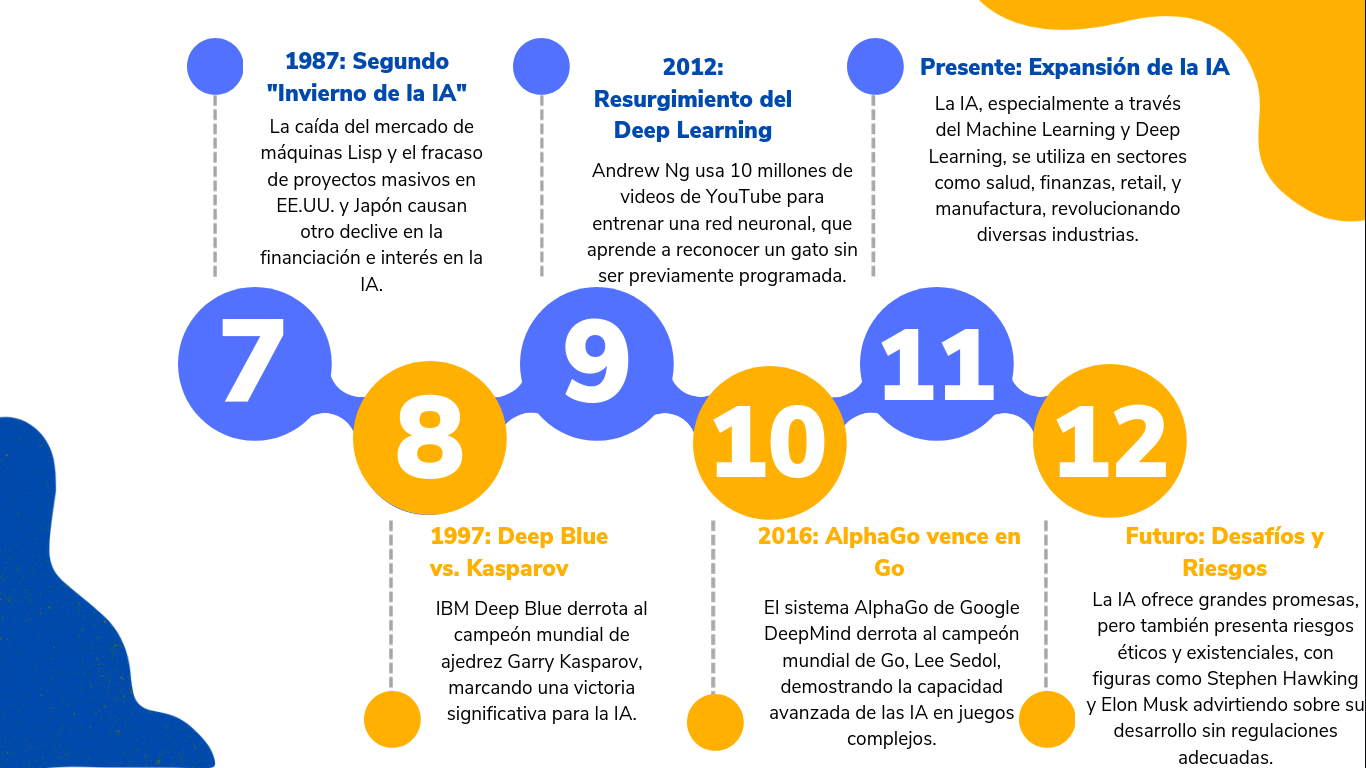 1987: Segundo
"Invierno de la IA"
La caída del mercado de
máquinas Lisp y el fracaso
de proyectos masivos en
EE.UU. y Japón causan
otro declive en la
financiación e interés en la
IA.
2012:
Resurgimiento del
Deep Learning
Andrew Ng usa 10 millones de
videos de YouTube para
entrenar una red neuronal, que
aprende a reconocer un gato sin
ser previamente programada.
Presente: Expansión de la IA
La IA, especialmente a través
del Machine Learning y Deep
Learning, se utiliza en sectores
como salud, finanzas, retail, y
manufactura, revolucionando
diversas industrias.
7
8
9
10
11
12
1997: Deep Blue
vs. Kasparov
IBM Deep Blue derrota al
campeón mundial de
ajedrez Garry Kasparov,
marcando una victoria
significativa para la IA.
2016: AlphaGo vence en
Go
El sistema AlphaGo de Google
DeepMind derrota al campeón
mundial de Go, Lee Sedol,
demostrando la capacidad
avanzada de las IA en juegos
complejos.
Futuro: Desafíos y
Riesgos
La IA ofrece grandes promesas,
pero también presenta riesgos
éticos y existenciales, con
figuras como Stephen Hawking
y Elon Musk advirtiendo sobre su
desarrollo sin regulaciones
adecuadas.